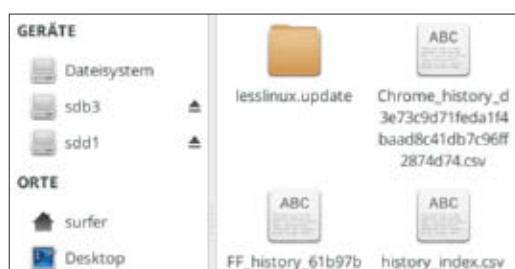 GERÄTE
Dateisystem
sdb3
sdd1
ORTE
surfer
Desktop
ABC
lesslinux.update
Chrome_history_d
3e73c9d71feda1f4
baad8c41db7c96ff
2874d74.csv
ABC
ABC
FF_history_61b97b
history_index.csv